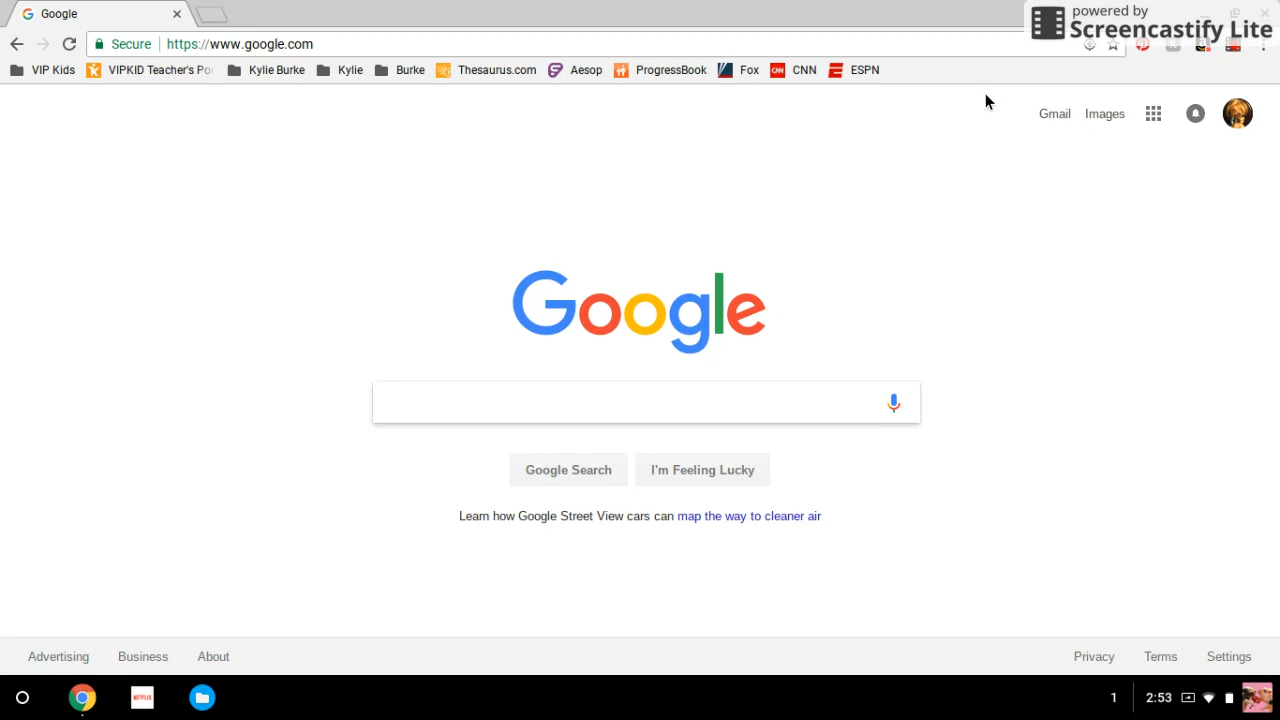 Google
powered by
Screencastify Lite
Secure
https://www.google.com
VIP Kids
VIPKID Teacher's Po
Kylie Burke
Kylie
Burke
Thesaurus.com
Aesop
ProgressBook
Fox
CNN
CNN
ESPN
Gmail
Images
Google
Google Search
I'm Feeling Lucky
Learn how Google Street View cars can map the way to cleaner air
Advertising
Business
About
Privacy
Terms
Settings
NETFLIX
1
2:53